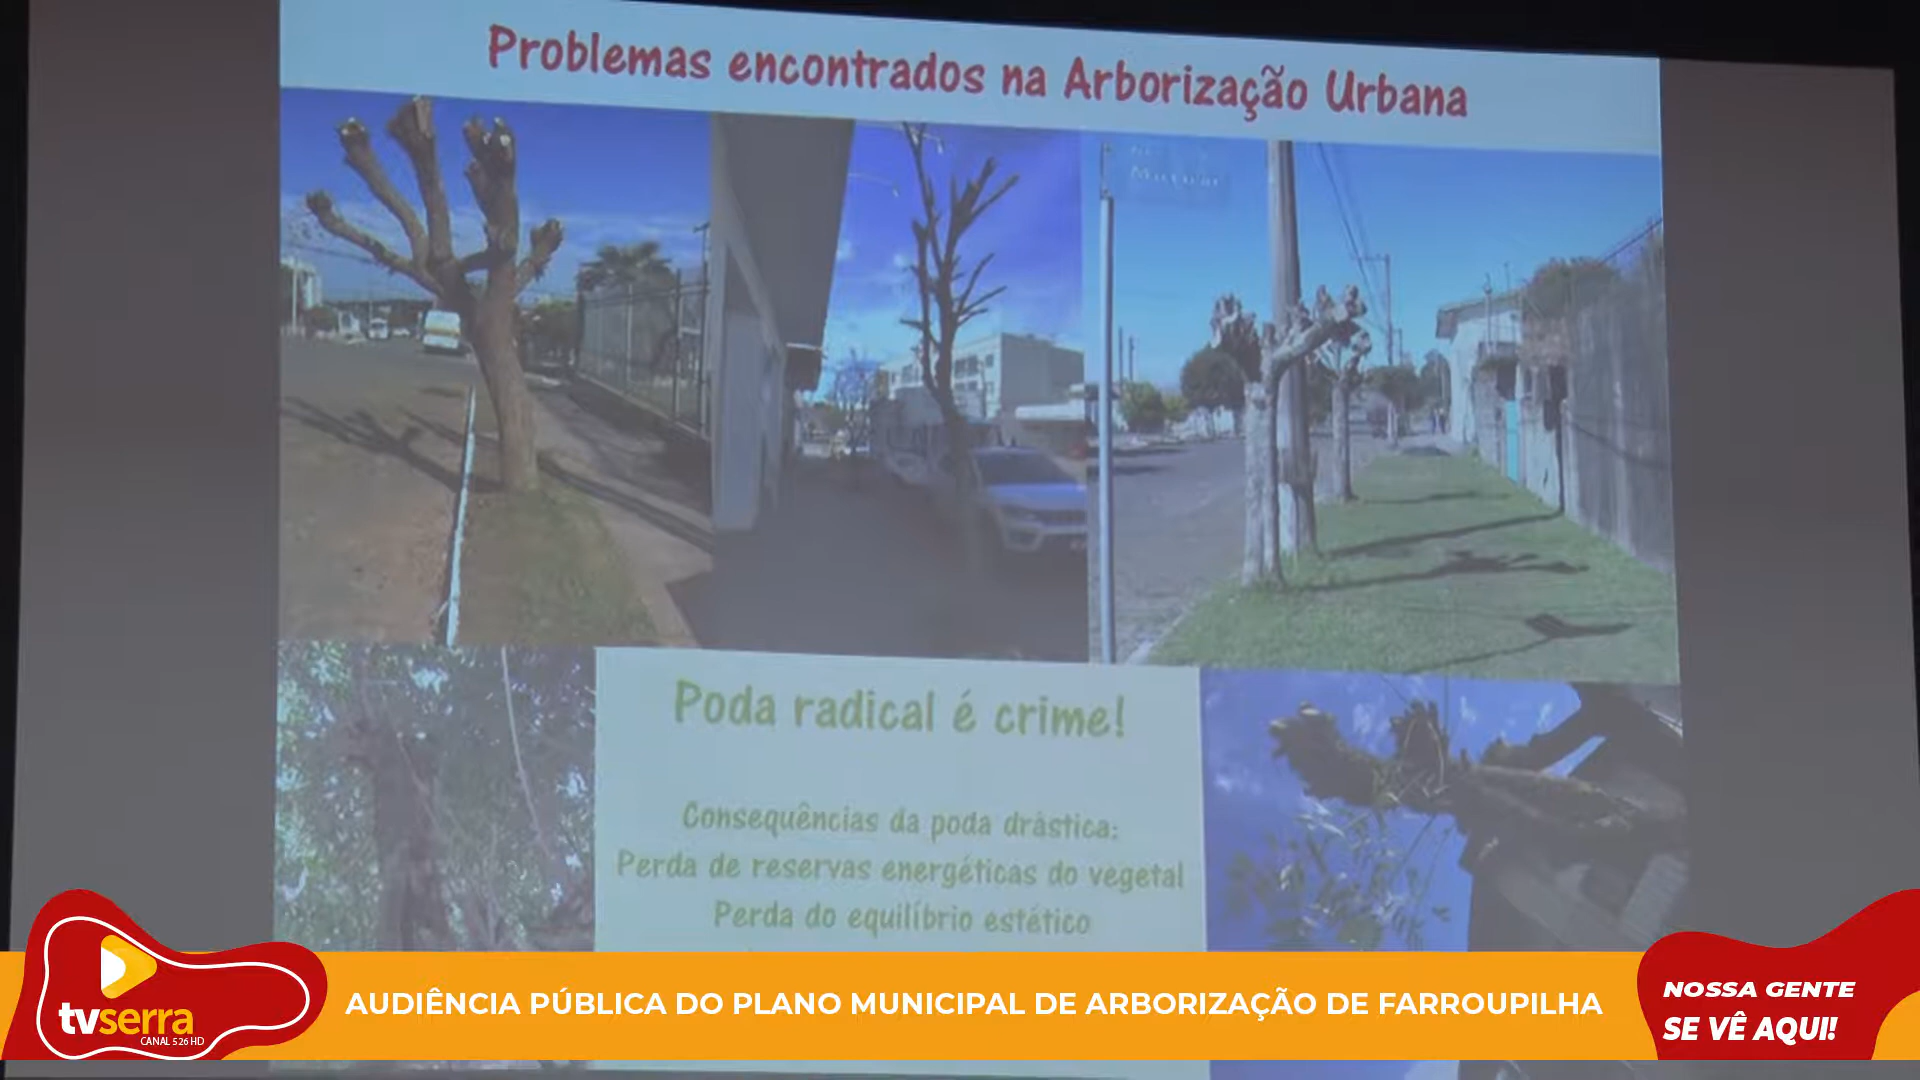 Problemas encontrados na Arborização Urbana
Poda radical é crime!
Consequências da poda drástica:
Perda de reservas energéticas do vegetal
Perda do equilíbrio estético
tvserra
CANAL 526 HD
AUDIÊNCIA PÚBLICA DO PLANO MUNICIPAL DE ARBORIZAÇÃO DE FARROUPILHA
NOSSA GENTE
SE VÊ AQUI!